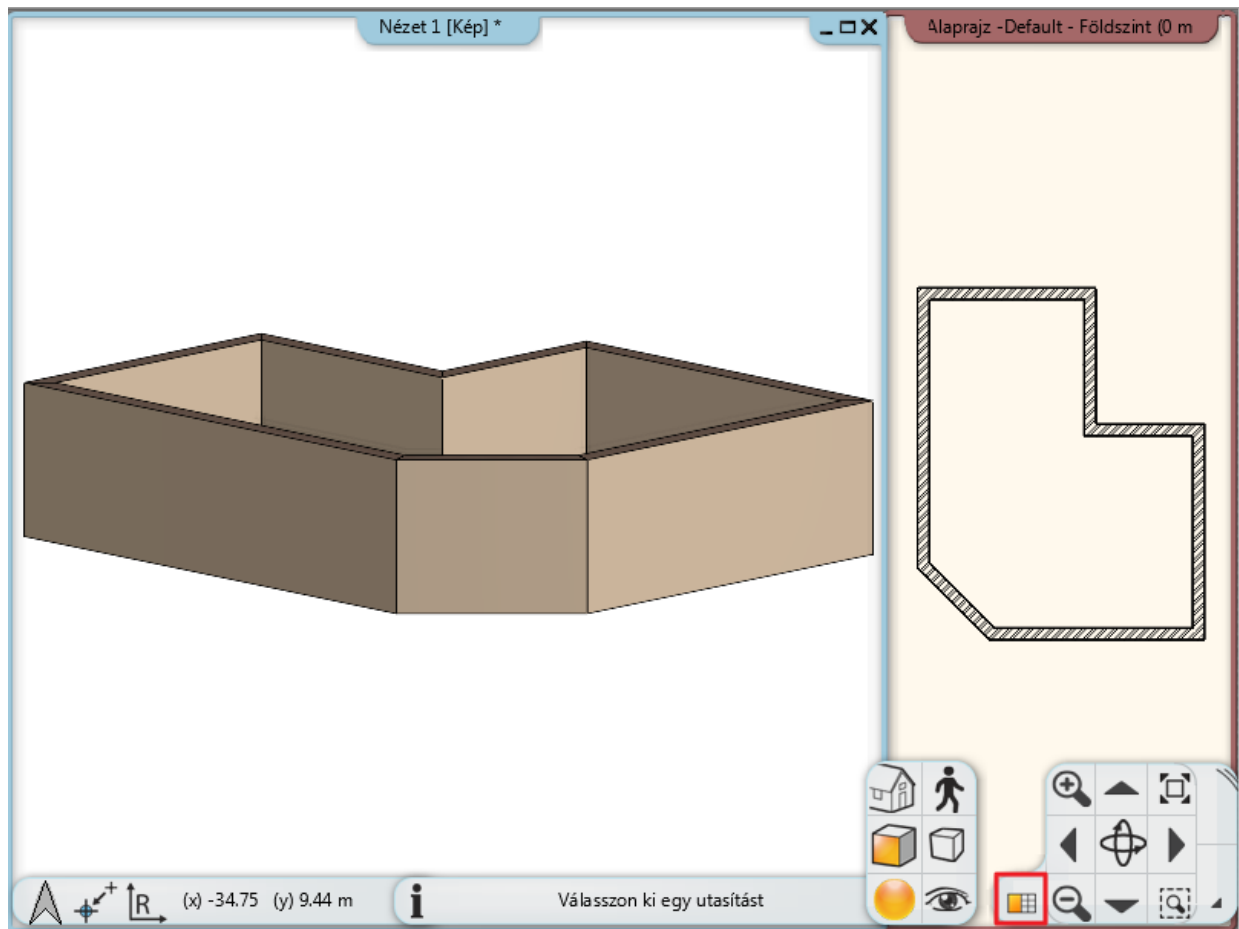 Nézet 1 [Kép] *
Alaprajz -Default - Földszint (0 m
R
(x) -34.75 (y) 9.44 m
i
Válasszon ki egy utasítást